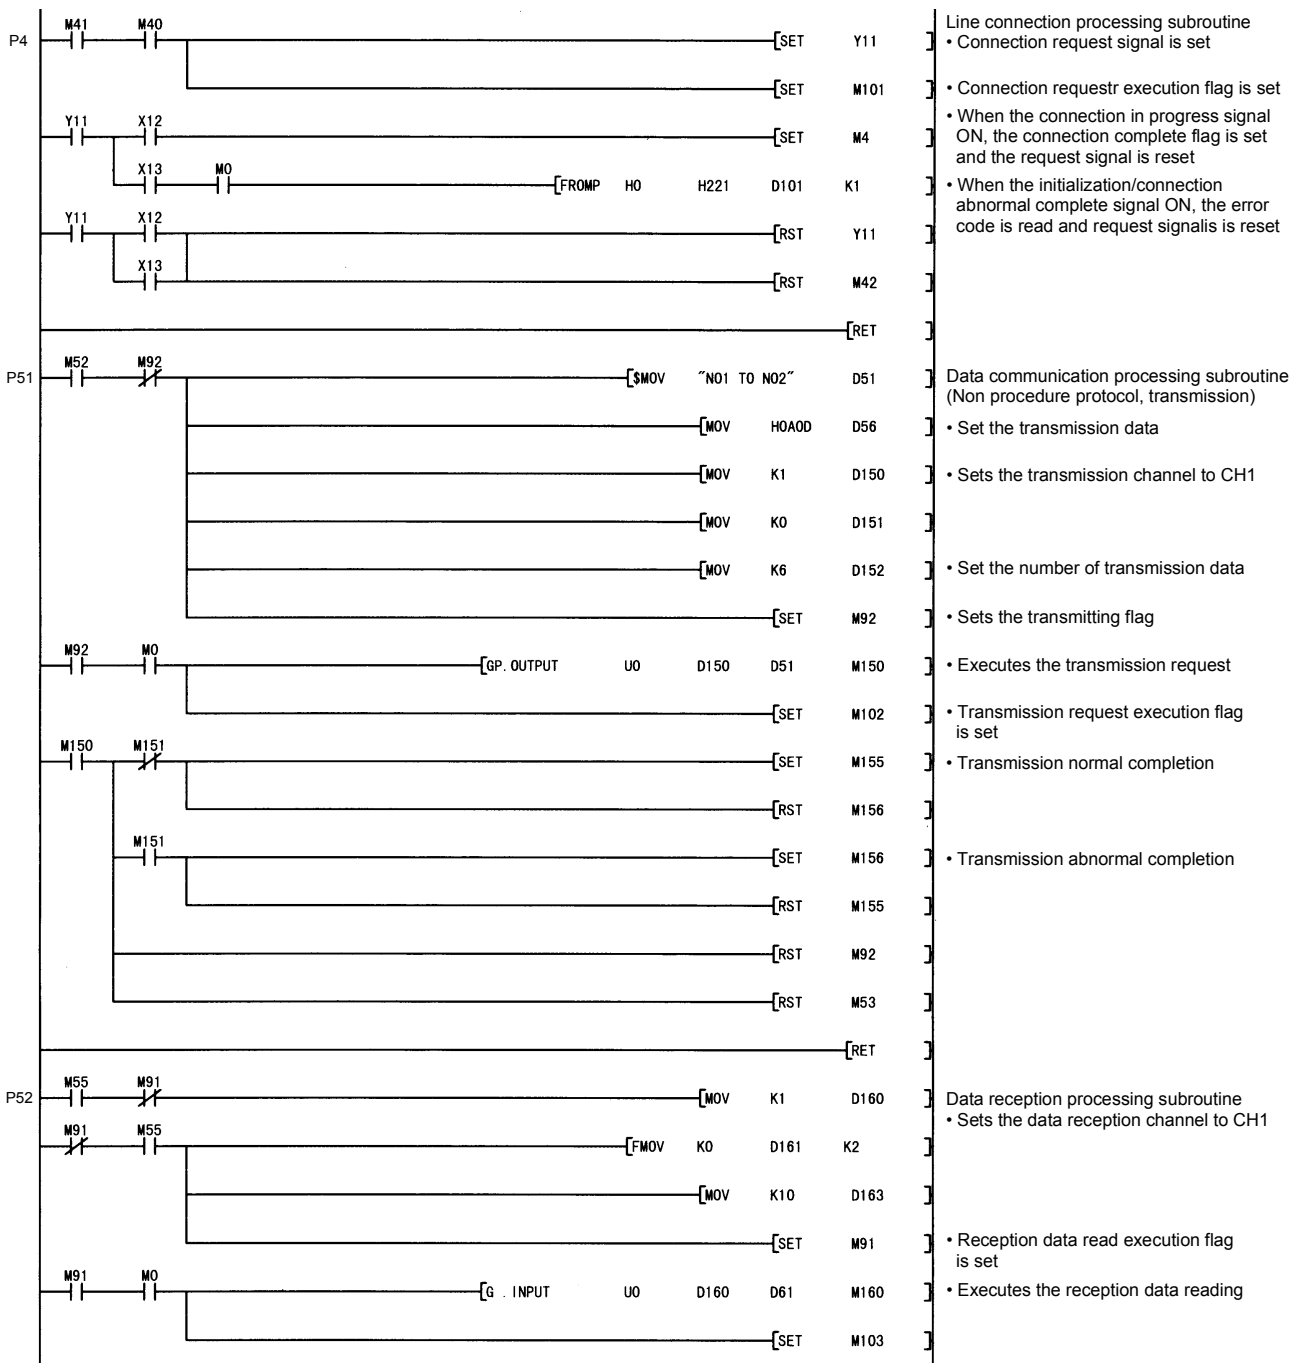 M41 M40 Line connection processing subroutine
P4 [SET Y11 ] • Connection request signal is set
[SET M101 ] • Connection requestr execution flag is set
Y11 X12 • When the connection in progress signal
[SET M4 ] ON, the connection complete flag is set
and the request signal is reset
X13 M0
[FROMP H0 H221 D101 K1 ] • When the initialization/connection
abnormal complete signal ON, the error
code is read and request signalis is reset
Y11 X12
[RST Y11 ]
X13
[RST M42 ]
[RET ]
M52 M92
P51 [$MOV "NO1 TO NO2" D51 ] Data communication processing subroutine
(Non procedure protocol, transmission)
[MOV H0A0D D56 ] • Set the transmission data
[MOV K1 D150 ] • Sets the transmission channel to CH1
[MOV K0 D151 ]
[MOV K6 D152 ] • Set the number of transmission data
[SET M92 ] • Sets the transmitting flag
M92 M0
[GP. OUTPUT U0 D150 D51 M150 ] • Executes the transmission request
[SET M102 ] • Transmission request execution flag
is set
M150 M151
[SET M155 ] • Transmission normal completion
[RST M156 ]
M151
[SET M156 ] • Transmission abnormal completion
[RST M155 ]
[RST M92 ]
[RST M53 ]
[RET ]
M55 M91
P52 [MOV K1 D160 ] Data reception processing subroutine
• Sets the data reception channel to CH1
M91 M55
[FMOV K0 D161 K2 ]
[MOV K10 D163 ]
[SET M91 ] • Reception data read execution flag
is set
M91 M0
[G . INPUT U0 D160 D61 M160 ] • Executes the reception data reading
[SET M103 ]